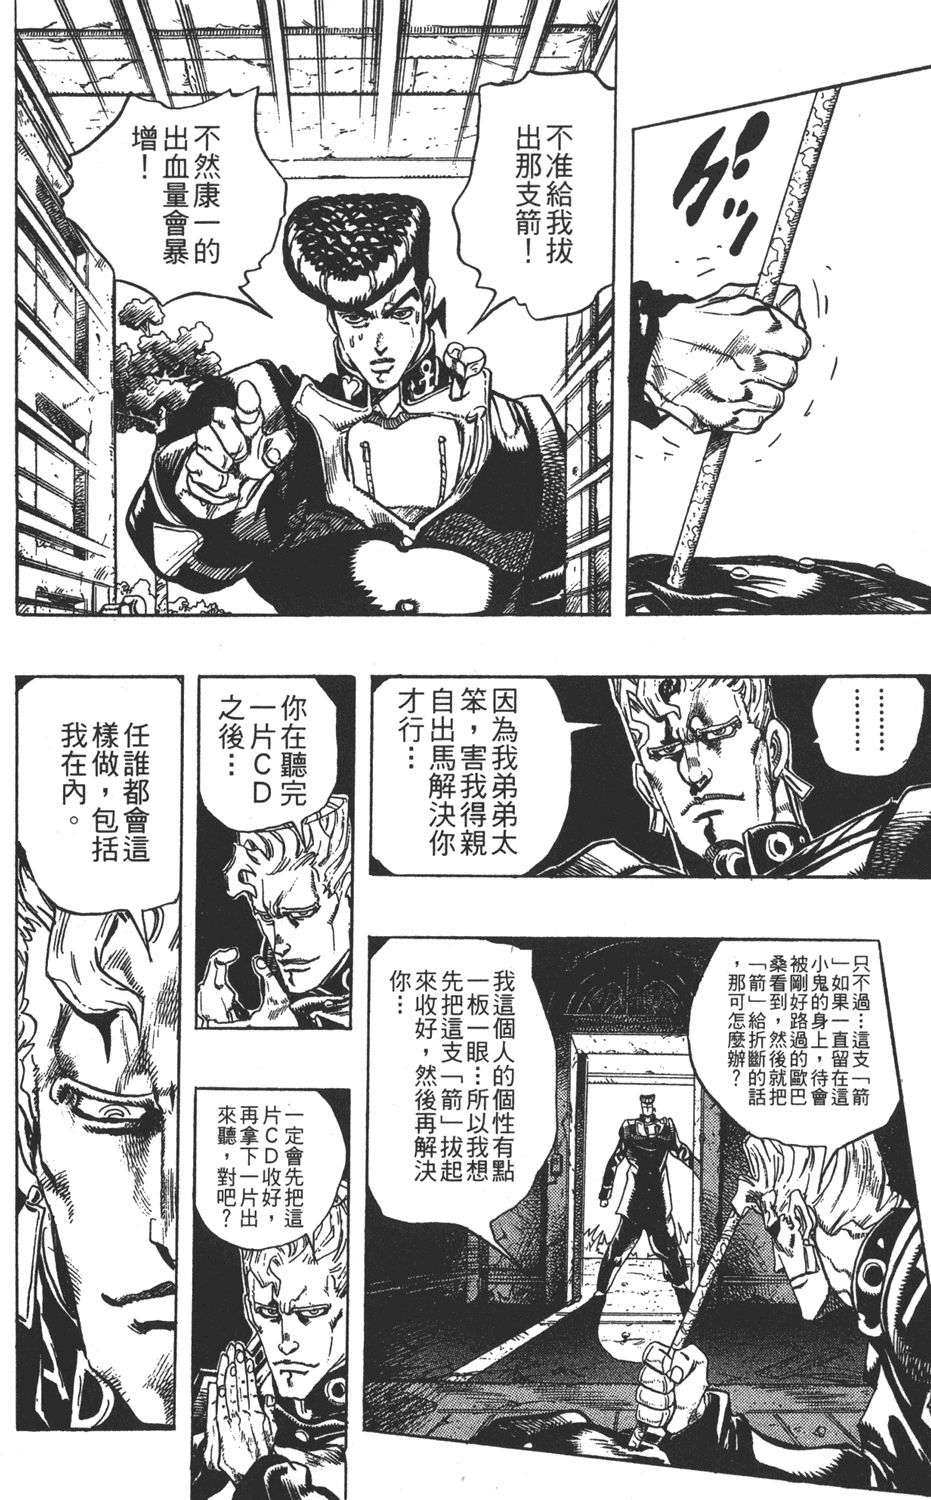 グッ
不准給我拔
出那支箭！
不然康一的
出血量會暴
增！
………
………
因為我弟弟太
笨，害我得親
自出馬解決你
才行…
你在聽完
一片CD
之後…
任誰都會這
樣做，包括
我在內。
只不過…這支「箭
」如果一直留在這
小鬼的身上，待會
被剛好路過的歐巴
桑看到，然後就把
「箭」給折斷的話
，那可怎麼辦？
我這個人的個性有點
一板一眼…所以我想
先把這支「箭」拔起
來收好，然後再解決
你…
一定會先把這
片CD收好，
再拿下一片出
來聽，對吧？